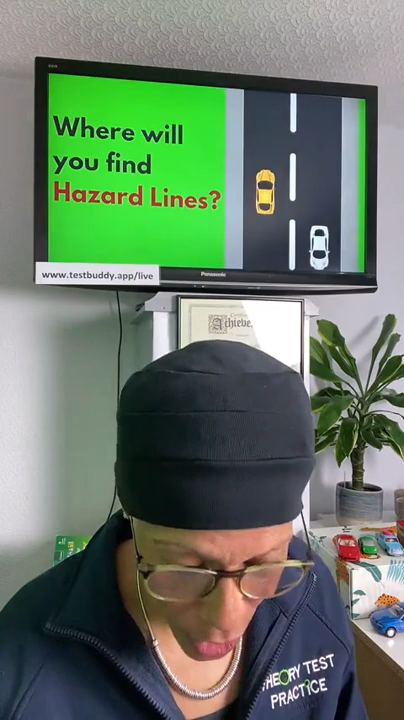 Where will
you find
Hazard Lines?
www.testbuddy.app/live
Panasonic
Achieve
THEORY TEST
PRACTICE